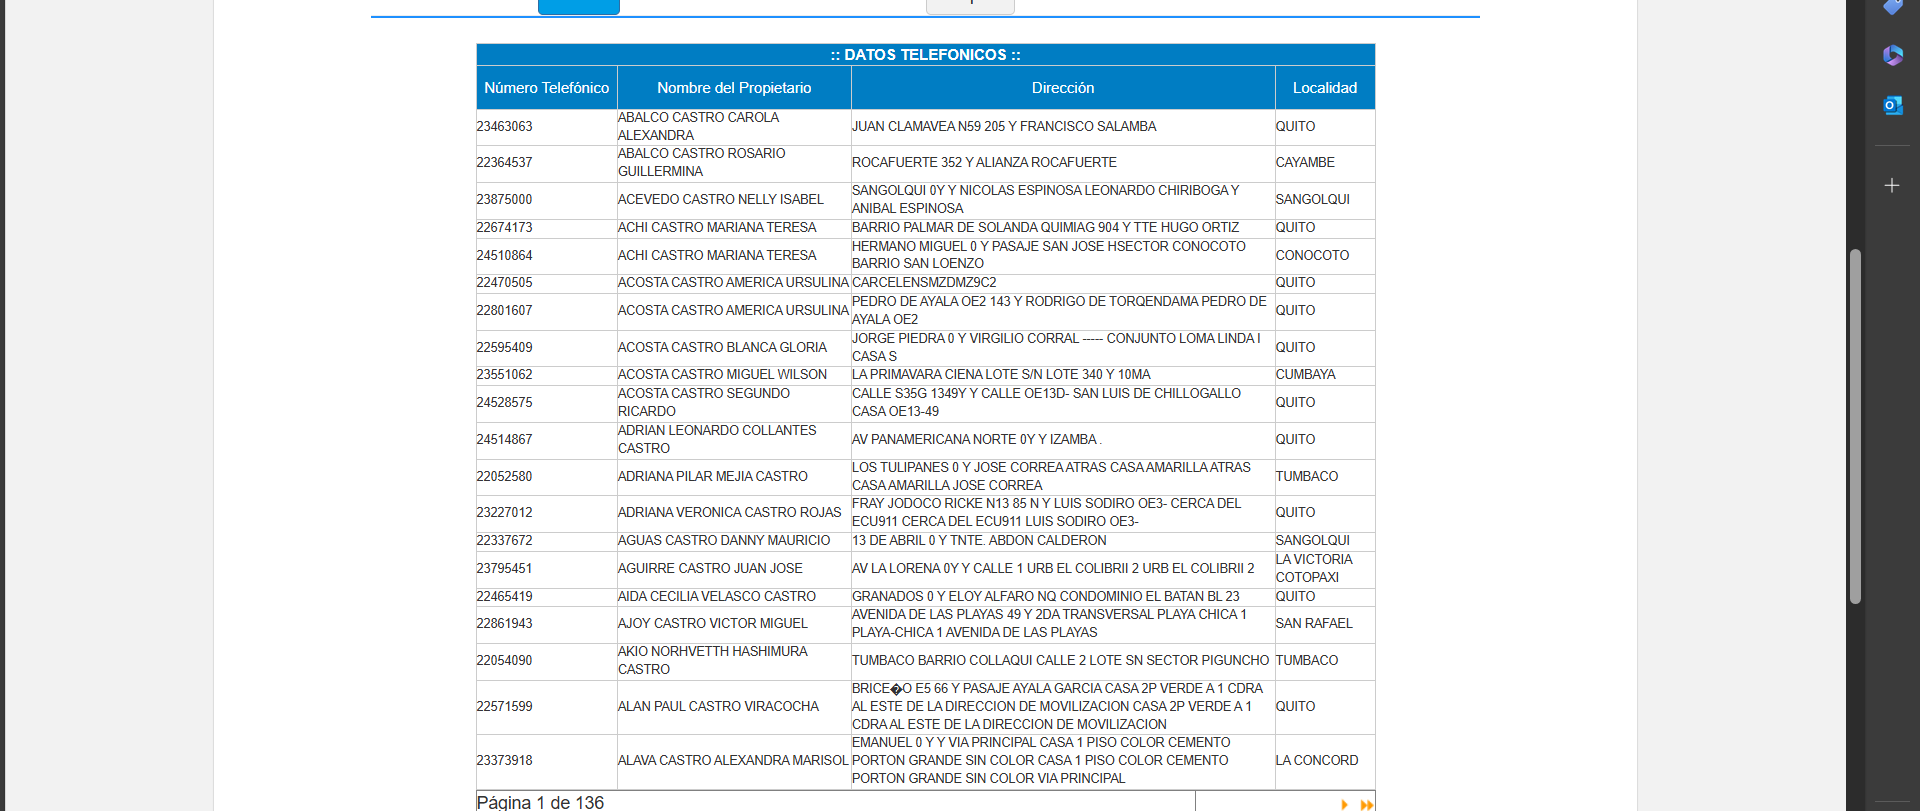 :: DATOS TELEFONICOS ::
Número Telefónico Nombre del Propietario Dirección Localidad
23463063 ABALCO CASTRO CAROLA ALEXANDRA JUAN CLAMAVEA N59 205 Y FRANCISCO SALAMBA QUITO
22364537 ABALCO CASTRO ROSARIO GUILLERMINA ROCAFUERTE 352 Y ALIANZA ROCAFUERTE CAYAMBE
23875000 ACEVEDO CASTRO NELLY ISABEL SANGOLQUI 0Y Y NICOLAS ESPINOSA LEONARDO CHIRIBOGA Y ANIBAL ESPINOSA SANGOLQUI
22674173 ACHI CASTRO MARIANA TERESA BARRIO PALMAR DE SOLANDA QUIMIAG 904 Y TTE HUGO ORTIZ QUITO
24510864 ACHI CASTRO MARIANA TERESA HERMANO MIGUEL 0 Y PASAJE SAN JOSE HSECTOR CONOCOTO BARRIO SAN LOENZO CONOCOTO
22470505 ACOSTA CASTRO AMERICA URSULINA CARCELENSMZDMZ9C2 QUITO
22801607 ACOSTA CASTRO AMERICA URSULINA PEDRO DE AYALA OE2 143 Y RODRIGO DE TORQENDAMA PEDRO DE AYALA OE2 QUITO
22595409 ACOSTA CASTRO BLANCA GLORIA JORGE PIEDRA 0 Y VIRGILIO CORRAL ----- CONJUNTO LOMA LINDA I CASA S QUITO
23551062 ACOSTA CASTRO MIGUEL WILSON LA PRIMAVARA CIENA LOTE S/N LOTE 340 Y 10MA CUMBAYA
24528575 ACOSTA CASTRO SEGUNDO RICARDO CALLE S35G 1349Y Y CALLE OE13D- SAN LUIS DE CHILLOGALLO CASA OE13-49 QUITO
24514867 ADRIAN LEONARDO COLLANTES CASTRO AV PANAMERICANA NORTE 0Y Y IZAMBA . QUITO
22052580 ADRIANA PILAR MEJIA CASTRO LOS TULIPANES 0 Y JOSE CORREA ATRAS CASA AMARILLA ATRAS CASA AMARILLA JOSE CORREA TUMBACO
23227012 ADRIANA VERONICA CASTRO ROJAS FRAY JODOCO RICKE N13 85 N Y LUIS SODIRO OE3- CERCA DEL ECU911 CERCA DEL ECU911 LUIS SODIRO OE3- QUITO
22337672 AGUAS CASTRO DANNY MAURICIO 13 DE ABRIL 0 Y TNTE. ABDON CALDERON SANGOLQUI
23795451 AGUIRRE CASTRO JUAN JOSE AV LA LORENA 0Y Y CALLE 1 URB EL COLIBRII 2 URB EL COLIBRII 2 LA VICTORIA COTOPAXI
22465419 AIDA CECILIA VELASCO CASTRO GRANADOS 0 Y ELOY ALFARO NQ CONDOMINIO EL BATAN BL 23 QUITO
22861943 AJOY CASTRO VICTOR MIGUEL AVENIDA DE LAS PLAYAS 49 Y 2DA TRANSVERSAL PLAYA CHICA 1 PLAYA-CHICA 1 AVENIDA DE LAS PLAYAS SAN RAFAEL
22054090 AKIO NORHVETTH HASHIMURA CASTRO TUMBACO BARRIO COLLAQUI CALLE 2 LOTE SN SECTOR PIGUNCHO TUMBACO
22571599 ALAN PAUL CASTRO VIRACOCHA BRICE�O E5 66 Y PASAJE AYALA GARCIA CASA 2P VERDE A 1 CDRA AL ESTE DE LA DIRECCION DE MOVILIZACION CASA 2P VERDE A 1 CDRA AL ESTE DE LA DIRECCION DE MOVILIZACION QUITO
23373918 ALAVA CASTRO ALEXANDRA MARISOL EMANUEL 0 Y Y VIA PRINCIPAL CASA 1 PISO COLOR CEMENTO PORTON GRANDE SIN COLOR CASA 1 PISO COLOR CEMENTO PORTON GRANDE SIN COLOR VIA PRINCIPAL LA CONCORD
Página 1 de 136